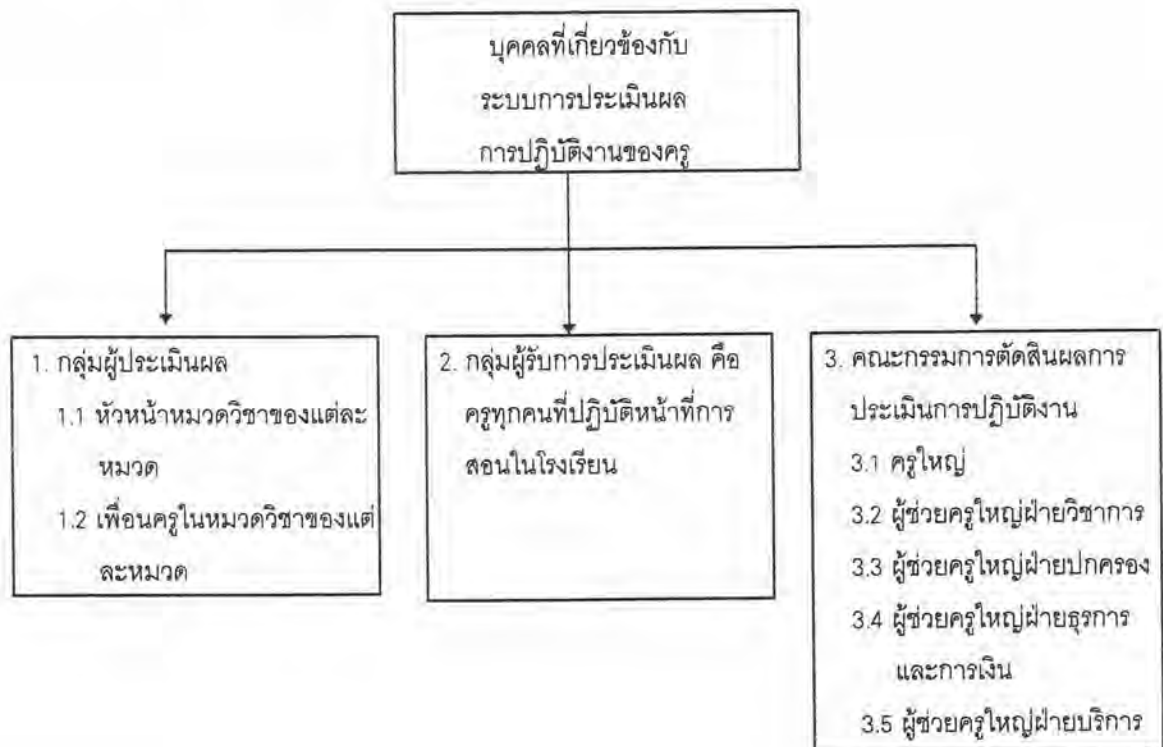 บุคคลที่เกี่ยวข้องกับ
ระบบการประเมินผล
การปฏิบัติงานของครู
1. กลุ่มผู้ประเมินผล
1.1 หัวหน้าหมวดวิชาของแต่ละ
หมวด
1.2 เพื่อนครูในหมวดวิชาของแต่
ละหมวด
2. กลุ่มผู้รับการประเมินผล คือ
ครูทุกคนที่ปฏิบัติหน้าที่การ
สอนในโรงเรียน
3. คณะกรรมการตัดสินผลการ
ประเมินการปฏิบัติงาน
3.1 ครูใหญ่
3.2 ผู้ช่วยครูใหญ่ฝ่ายวิชาการ
3.3 ผู้ช่วยครูใหญ่ฝ่ายปกครอง
3.4 ผู้ช่วยครูใหญ่ฝ่ายธุรการ
และการเงิน
3.5 ผู้ช่วยครูใหญ่ฝ่ายบริการ